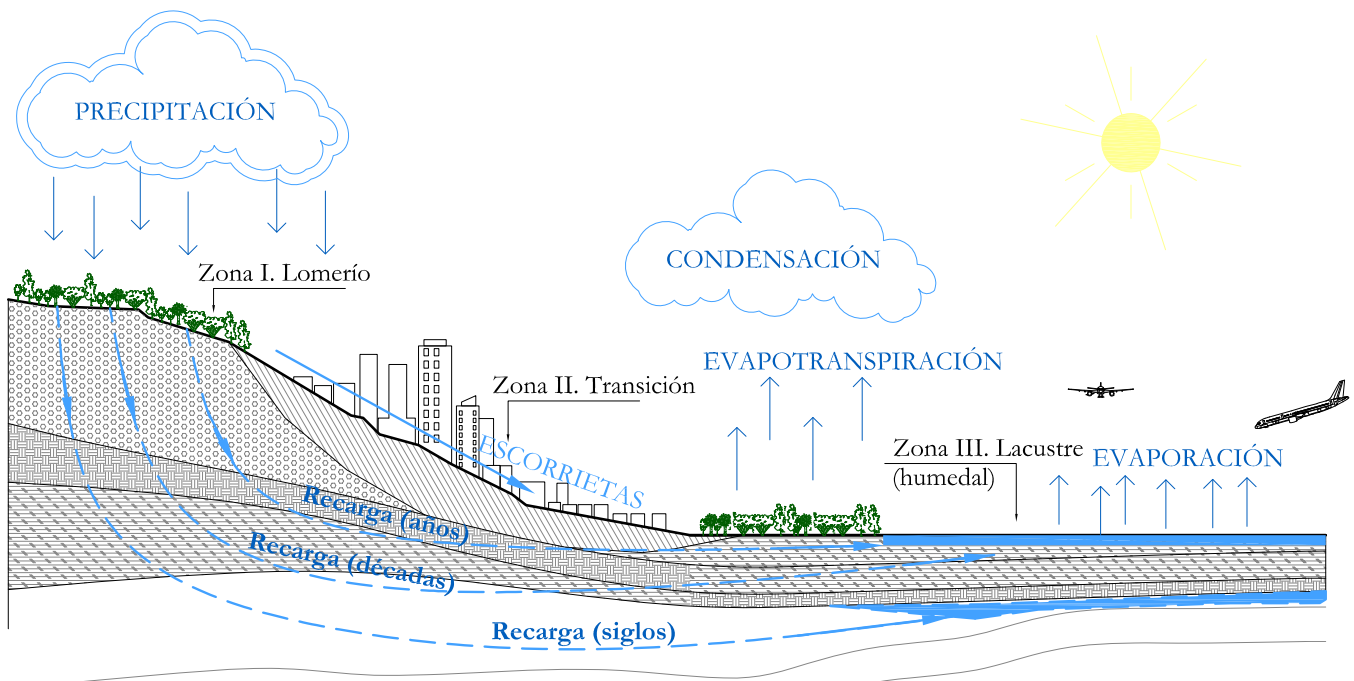 PRECIPITACIÓN
Zona I. Lomerío
CONDENSACIÓN
EVAPOTRANSPIRACIÓN
Zona II. Transición
Zona III. Lacustre
(humedal)
EVAPORACIÓN
ESCORRIETAS
Recarga (años)
Recarga (décadas)
Recarga (siglos)